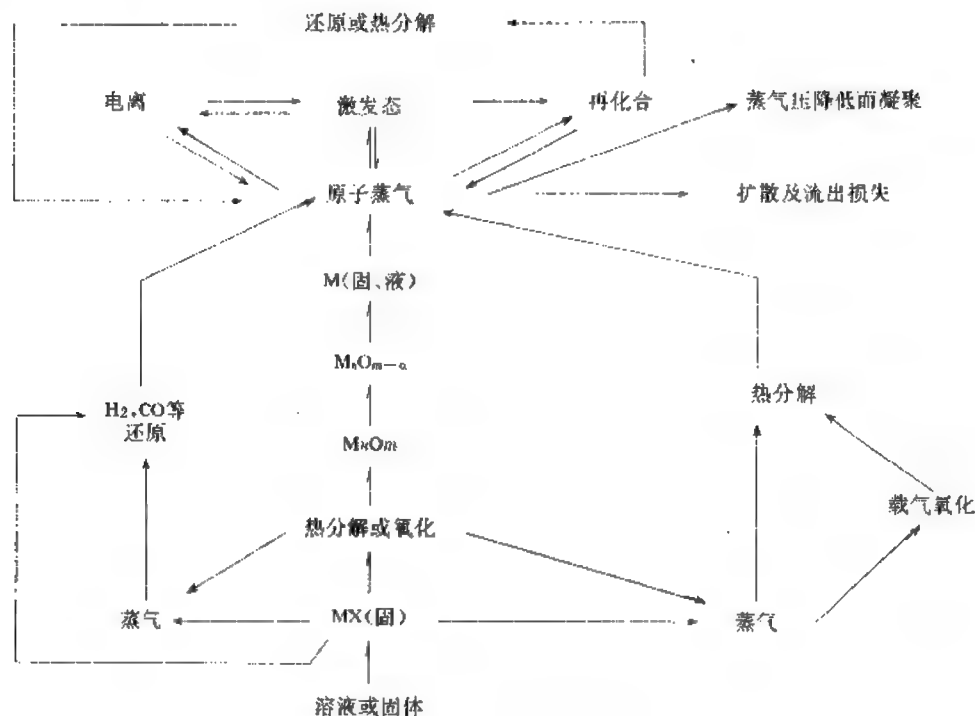 还原或热分解
电离
激发态
再化合
蒸气压降低而凝聚
原子蒸气
扩散及流出损失
M(固、液)
MnOm-a
热分解
H2、CO等
还原
MnOm
载气氧化
热分解或氧化
蒸气
MX(固)
蒸气
溶液或固体